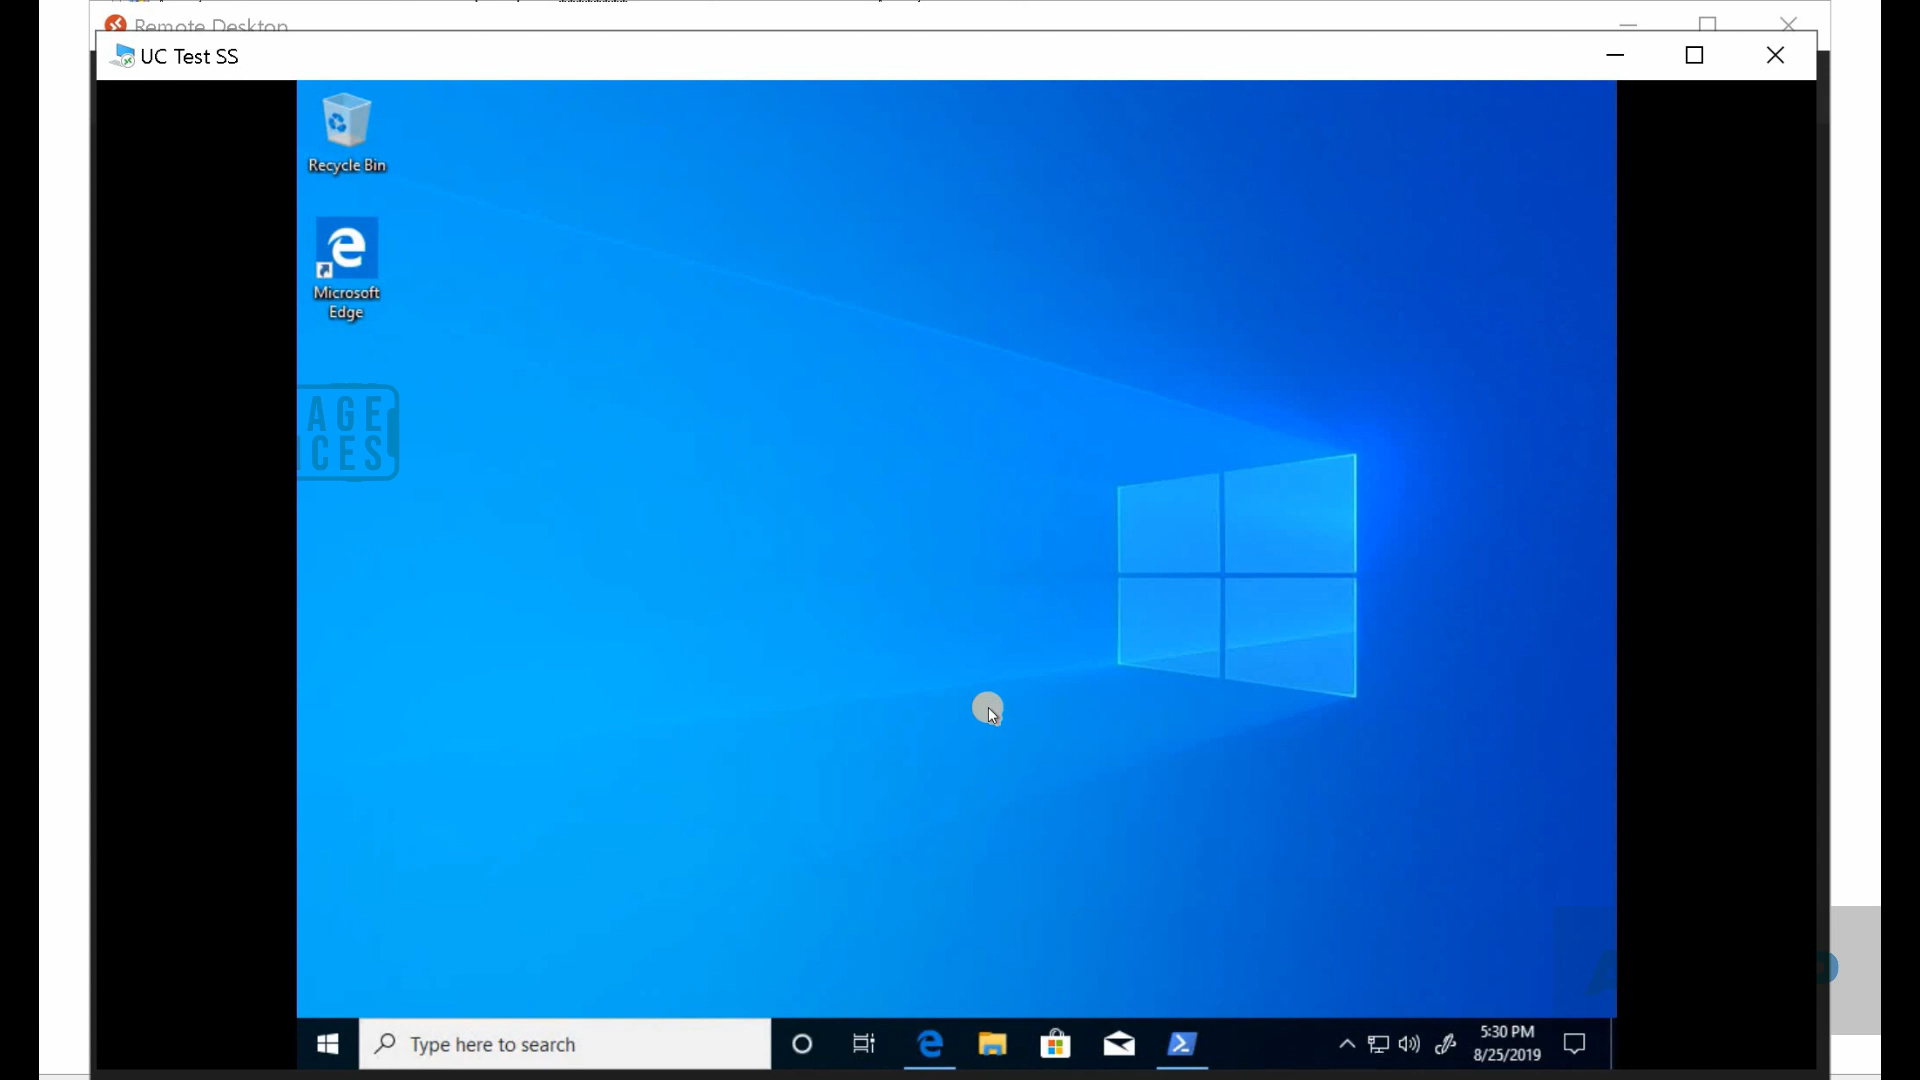 Remote Desktop
UC Test SS
Recycle Bin
Microsoft
Edge
AGE
ICES
Type here to search
5:30 PM
8/25/2019